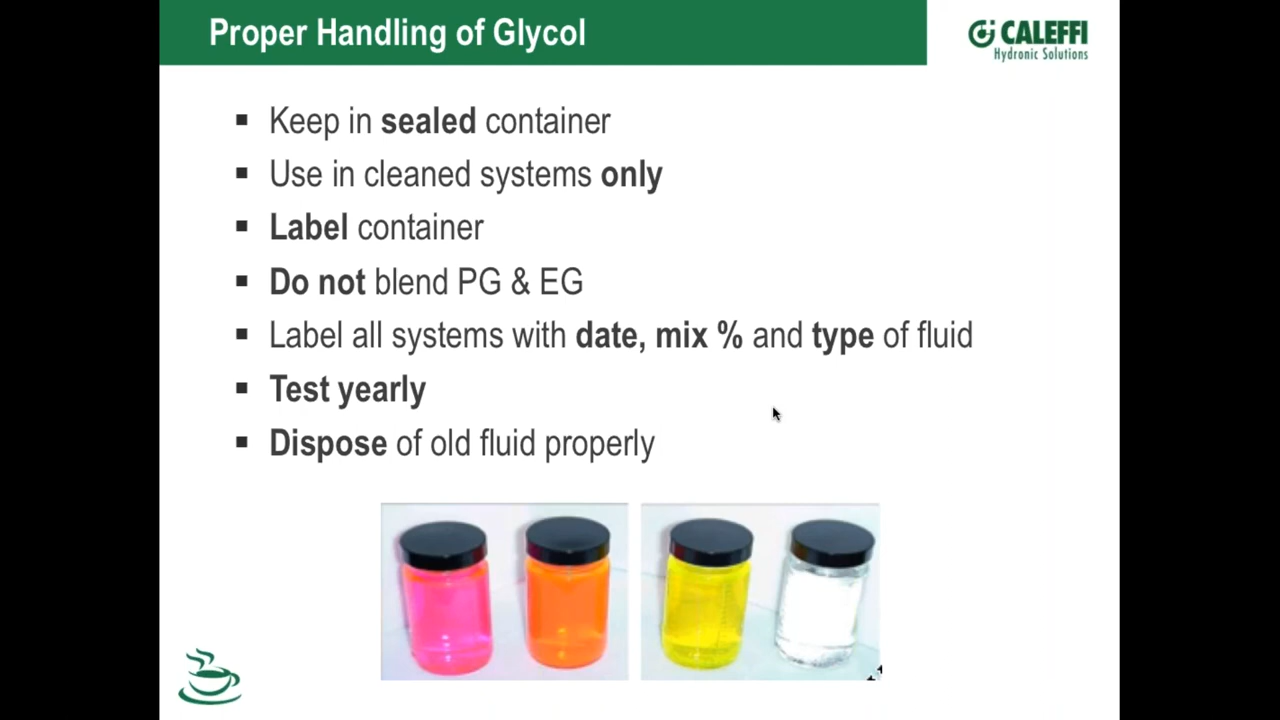 Proper Handling of Glycol
CALEFFI
Hydronic Solutions
Keep in sealed container
Use in cleaned systems only
Label container
Do not blend PG & EG
Label all systems with date, mix % and type of fluid
Test yearly
Dispose of old fluid properly